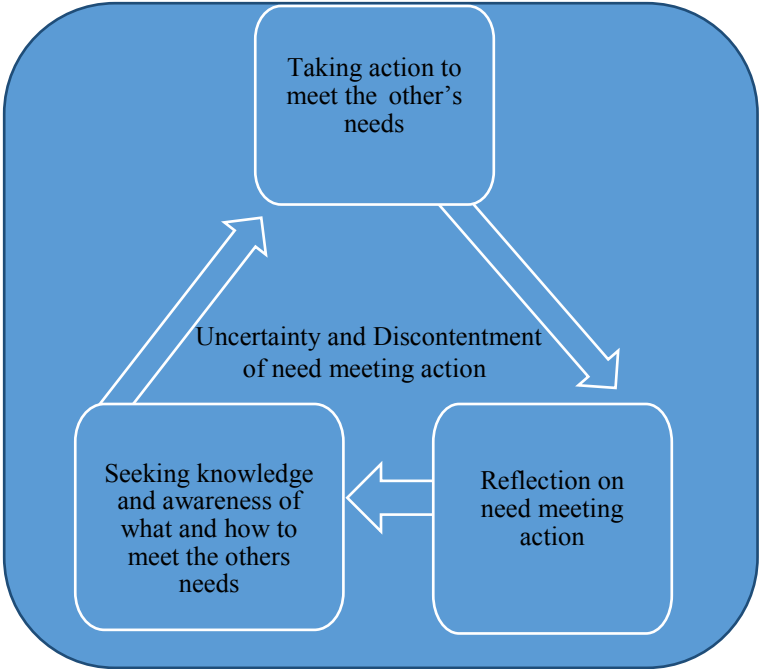 Taking action to
meet the other’s
needs
Uncertainty and Discontentment
of need meeting action
Seeking knowledge
and awareness of
what and how to
meet the others
needs
Reflection on
need meeting
action